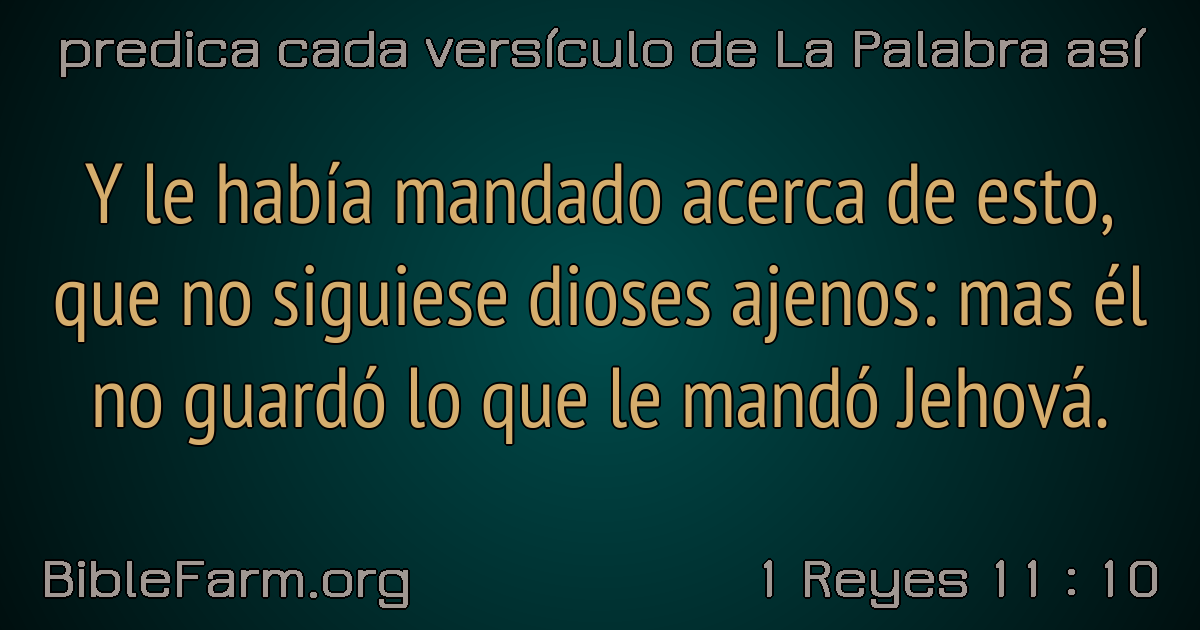 predica cada versículo de La Palabra así
Y le había mandado acerca de esto,
que no siguiese dioses ajenos: mas él
no guardó lo que le mandó Jehová.
BibleFarm.org
1 Reyes 11 : 10